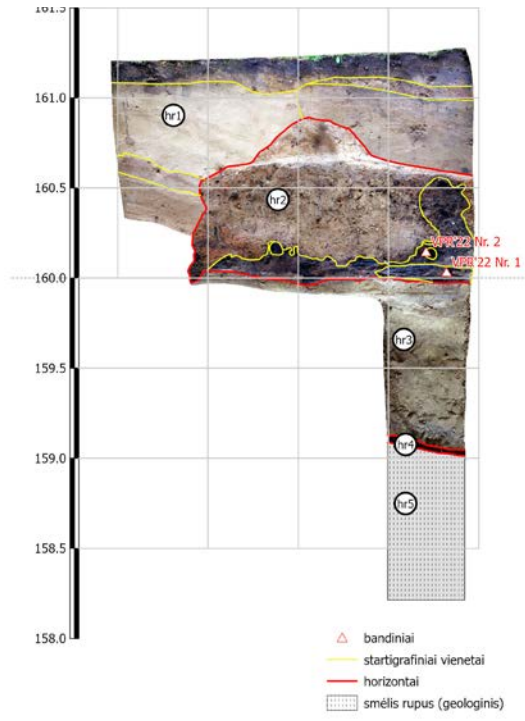 161.5
161.0
hr1
160.5
hr2
VPR'22 Nr. 2
VPR'22 Nr. 1
160.0
hr3
159.5
hr4
159.0
hr5
158.5
158.0
bandiniai
startigrafiniai vienetai
horizontai
smėlis rupus (geologinis)